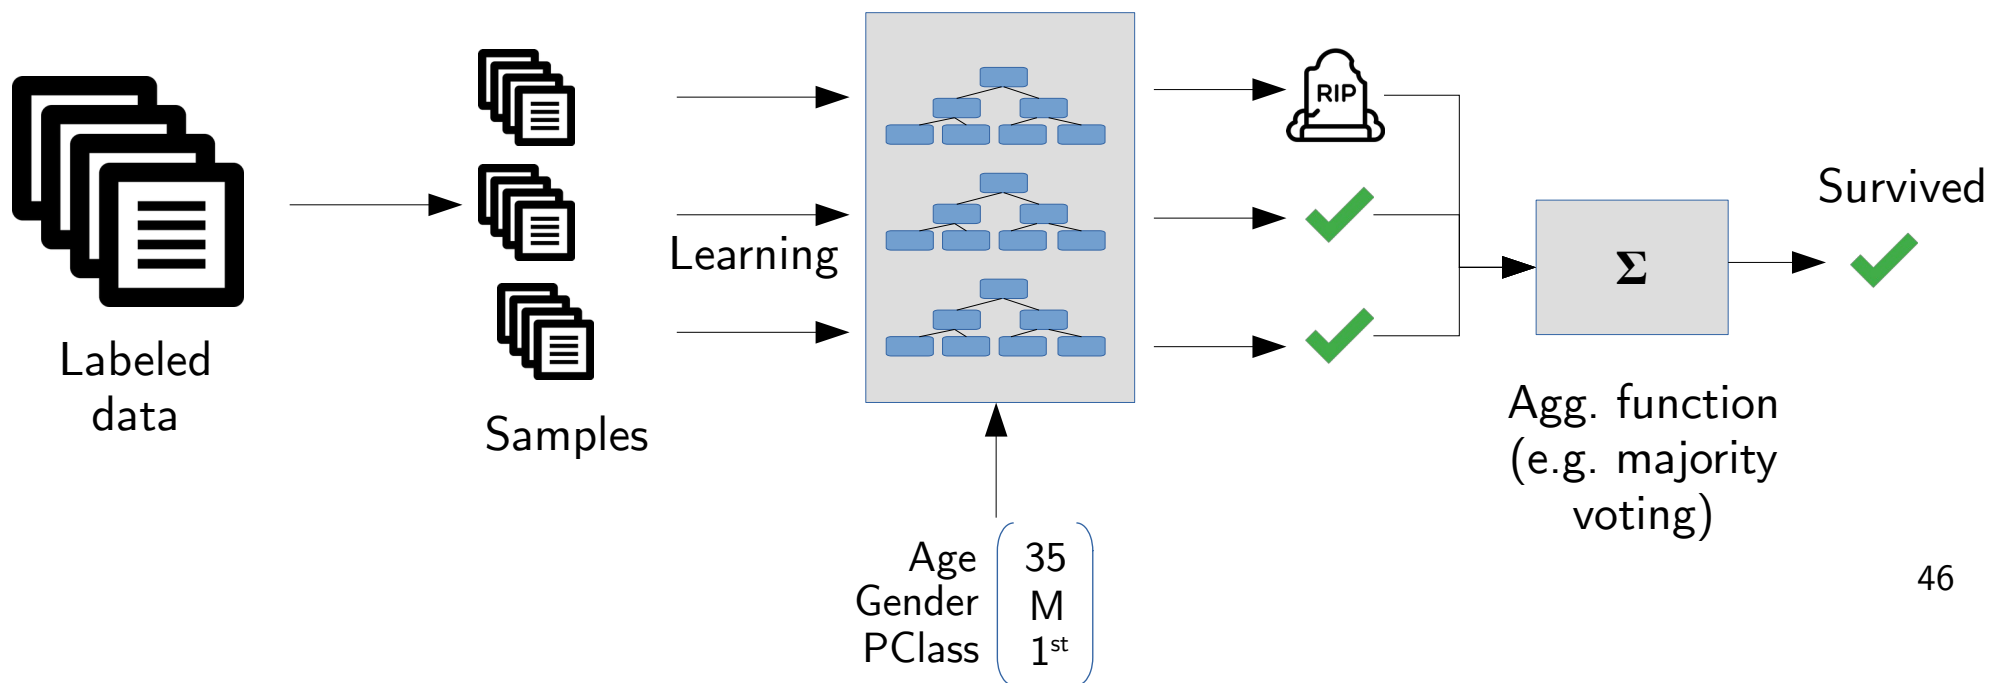 Labeled
data
Samples
Learning
RIP
Σ
Survived
Agg. function
(e.g. majority
voting)
Age 35
Gender M
PClass 1st
46